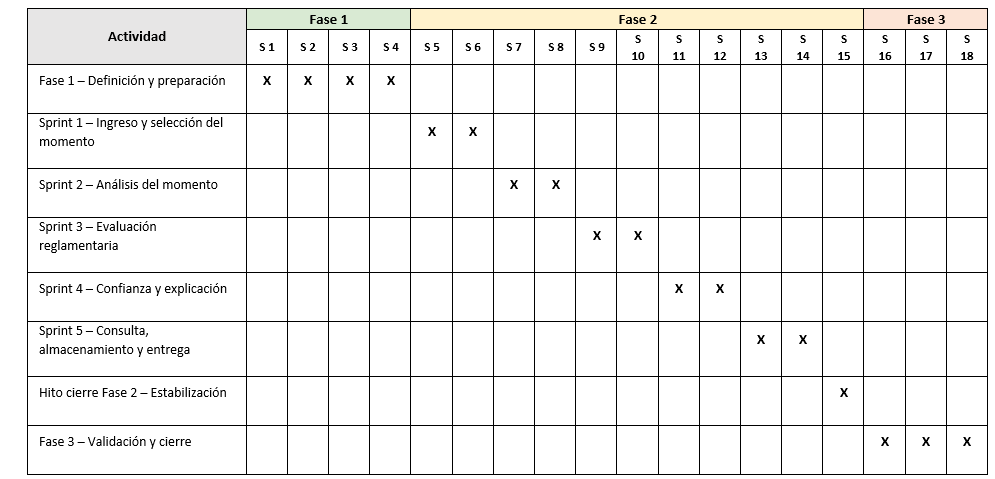 Actividad
Fase 1 Fase 2 Fase 3
S 1 S 2 S 3 S 4 S 5 S 6 S 7 S 8 S 9 S 10 S 11 S 12 S 13 S 14 S 15 S 16 S 17 S 18
Fase 1 – Definición y preparación X X X X
Sprint 1 – Ingreso y selección del
momento X X
Sprint 2 – Análisis del momento X X
Sprint 3 – Evaluación
reglamentaria X X
Sprint 4 – Confianza y explicación X X
Sprint 5 – Consulta,
almacenamiento y entrega X X
Hito cierre Fase 2 – Estabilización X
Fase 3 – Validación y cierre X X X